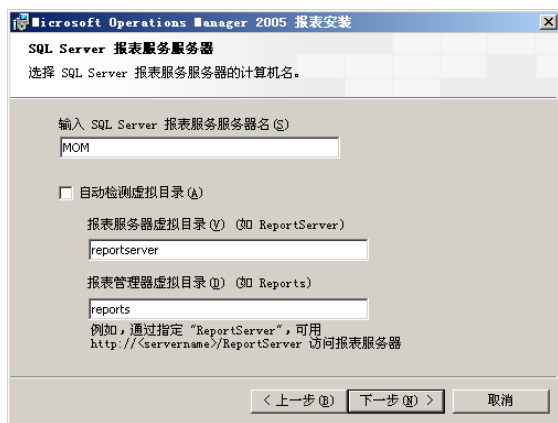 Microsoft Operations Manager 2005 报表安装
SQL Server 报表服务服务器
选择 SQL Server 报表服务服务器的计算机名。
输入 SQL Server 报表服务服务器名(S)
MOM
自动检测虚拟目录(A)
报表服务器虚拟目录(V) (如 ReportServer)
reportserver
报表管理器虚拟目录(D) (如 Reports)
reports
例如,通过指定 "ReportServer",可用
http://<servername>/ReportServer 访问报表服务器
< 上一步(B) 下一步(N) > 取消